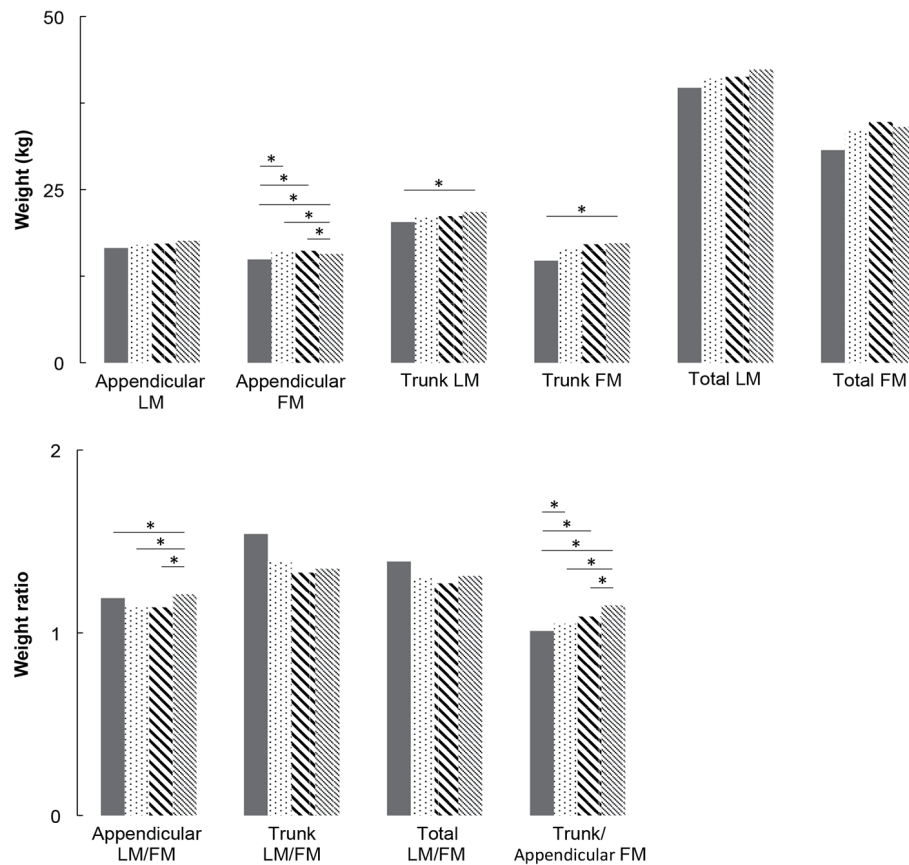 50
Weight (kg)
25
0
* * * * *
*
*
Appendicular
LM
Appendicular
FM
Trunk LM
Trunk FM
Total LM
Total FM
2
Weight ratio
1
0
* * *
* * * * *
Appendicular
LM/FM
Trunk
LM/FM
Total
LM/FM
Trunk/
Appendicular FM